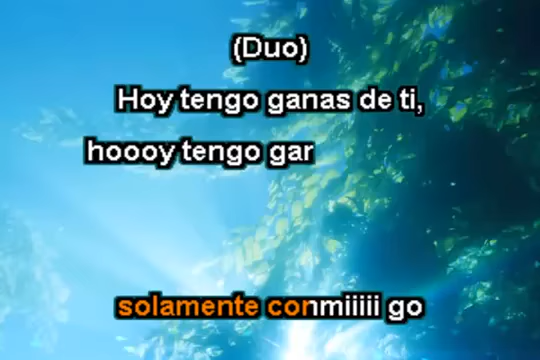 (Duo)
Hoy tengo ganas de ti,
hoooy tengo gar
solamente conmiiiii go